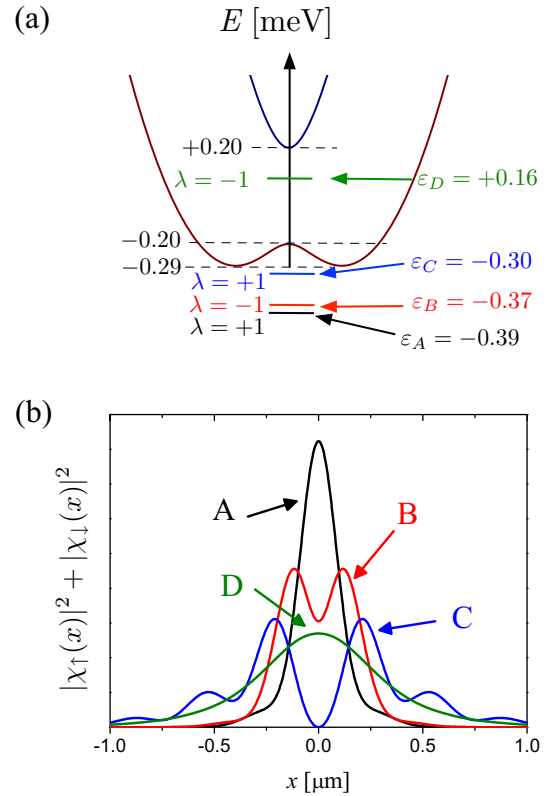 (a)
E [meV]
+0.20
λ = −1
ε_D = +0.16
−0.20
−0.29
ε_C = −0.30
λ = +1
λ = −1
ε_B = −0.37
λ = +1
ε_A = −0.39
(b)
|χ↑(x)|² + |χ↓(x)|²
A
B
D
C
-1.0 -0.5 0.0 0.5 1.0
x [μm]